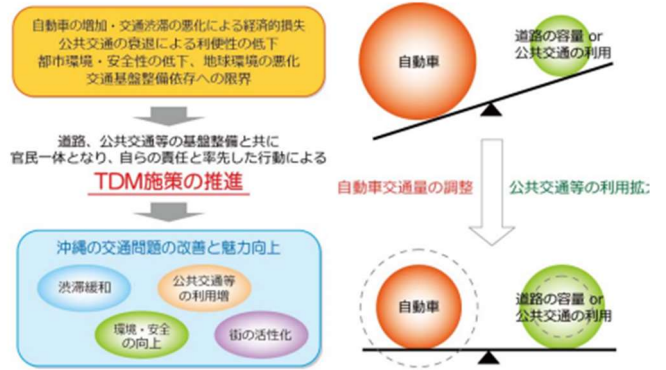 自動車の増加・交通渋滞の悪化による経済的損失
公共交通の衰退による利便性の低下
都市環境・安全性の低下、地球環境の悪化
交通基盤整備依存への限界
道路、公共交通等の基盤整備と共に
官民一体となり、自らの責任と率先した行動による
TDM施策の推進
沖縄の交通問題の改善と魅力向上
渋滞緩和
公共交通等
の利用増
環境・安全
の向上
街の活性化
自動車
道路の容量 or
公共交通の利用
自動車交通量の調整
公共交通等の利用拡大
自動車
道路の容量 or
公共交通の利用